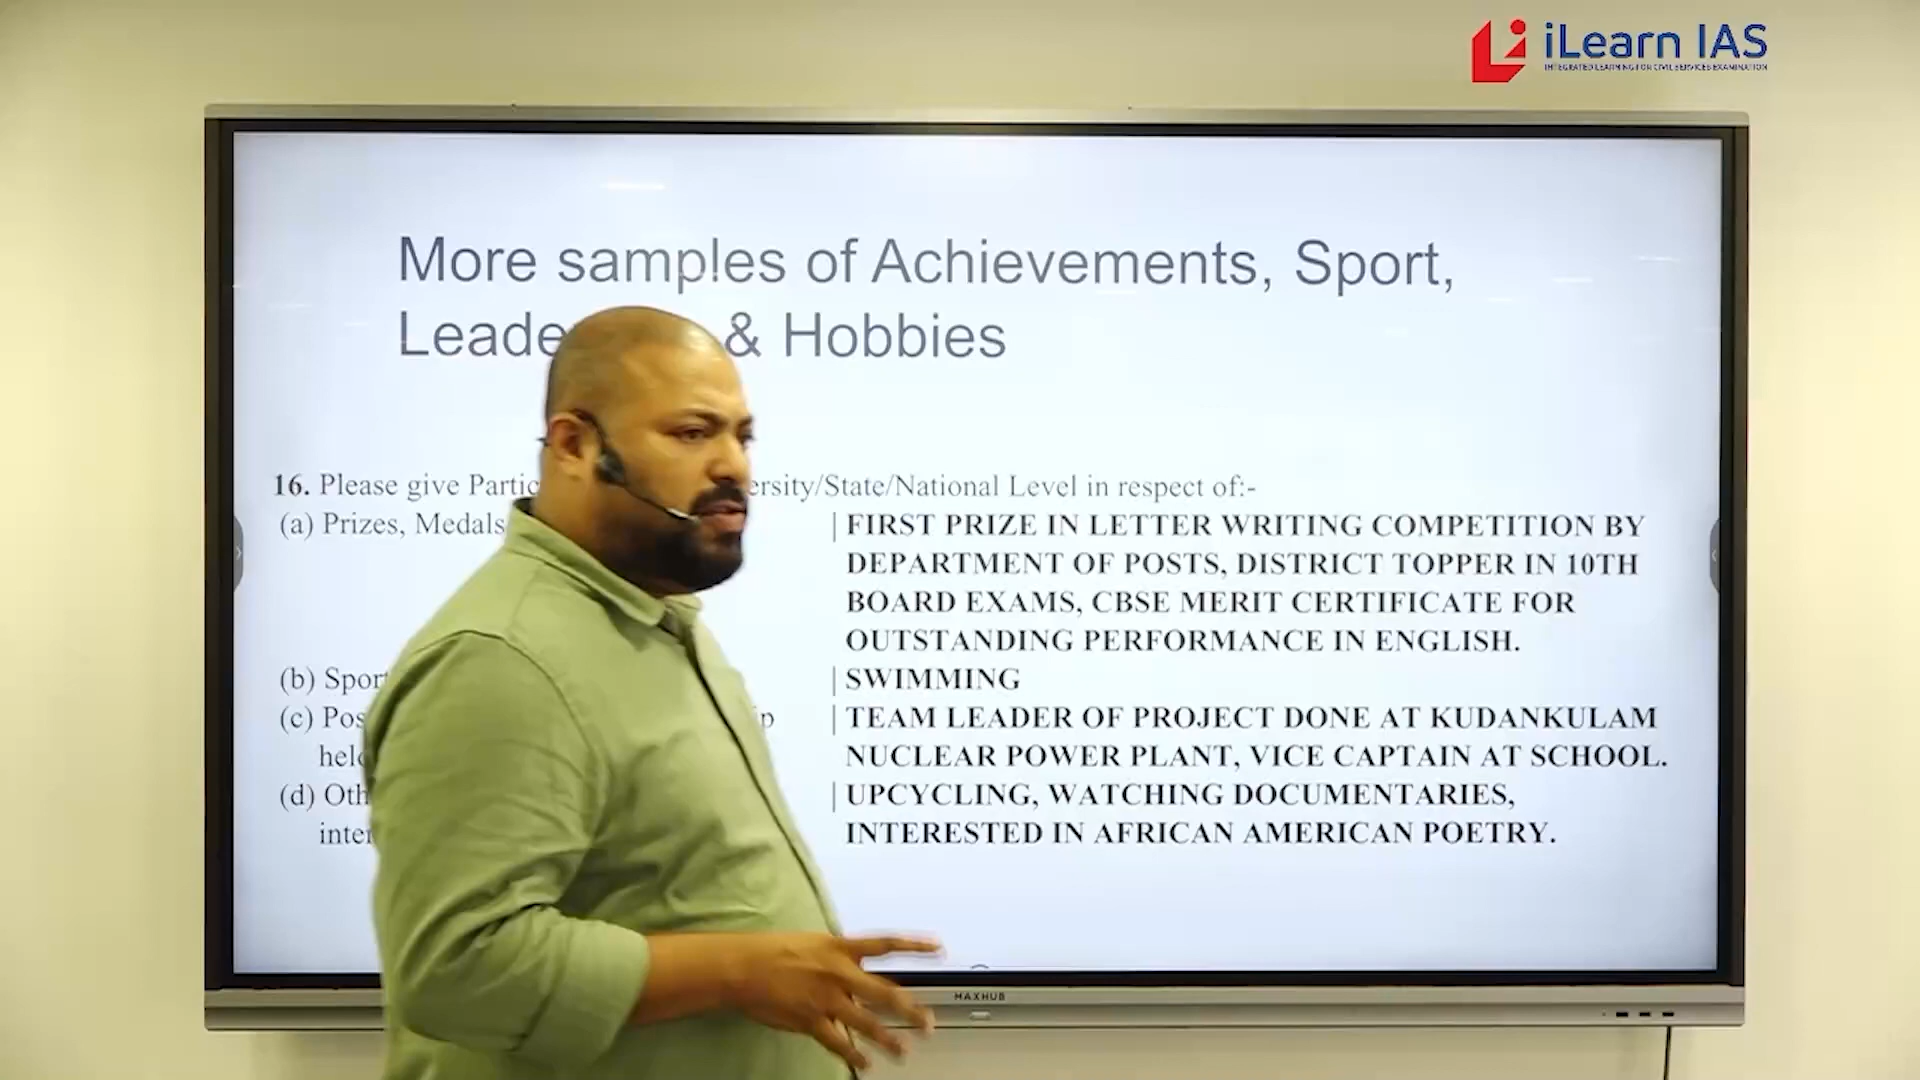 iLearn IAS
INTEGRATED LEARNING FOR CIVIL SERVICES EXAMINATION
More samples of Achievements, Sport,
Leade & Hobbies
16. Please give Partic ersity/State/National Level in respect of:-
(a) Prizes, Medals | FIRST PRIZE IN LETTER WRITING COMPETITION BY
DEPARTMENT OF POSTS, DISTRICT TOPPER IN 10TH
BOARD EXAMS, CBSE MERIT CERTIFICATE FOR
OUTSTANDING PERFORMANCE IN ENGLISH.
(b) Sport | SWIMMING
(c) Pos ip | TEAM LEADER OF PROJECT DONE AT KUDANKULAM
held NUCLEAR POWER PLANT, VICE CAPTAIN AT SCHOOL.
(d) Oth | UPCYCLING, WATCHING DOCUMENTARIES,
inter INTERESTED IN AFRICAN AMERICAN POETRY.
MAXHUB